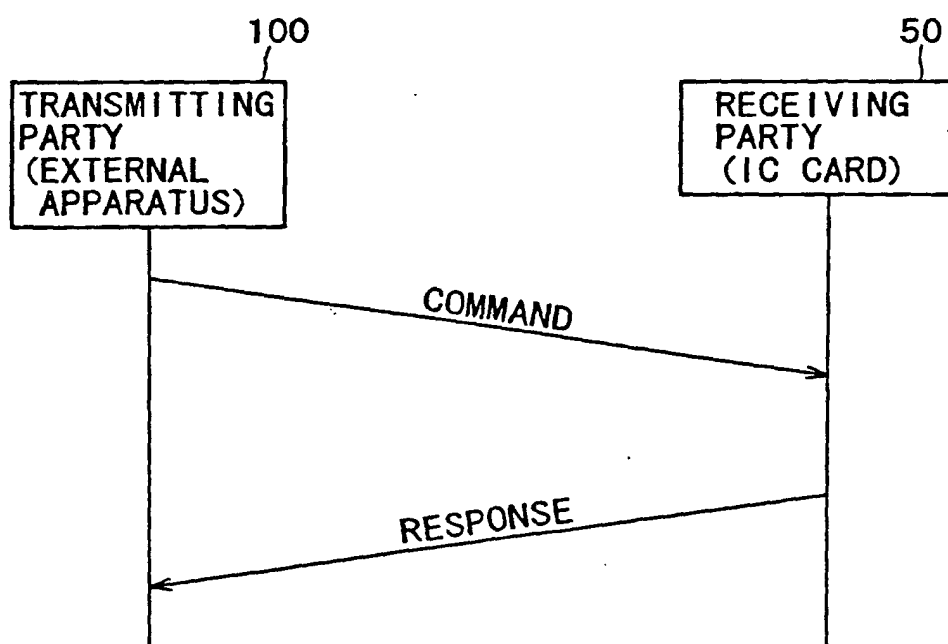 100
TRANSMITTING
PARTY
(EXTERNAL
APPARATUS)
50
RECEIVING
PARTY
(IC CARD)
COMMAND
RESPONSE